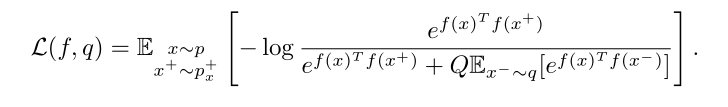 $$\mathcal{L}(f,q) = \mathbb{E}_{\substack{x \sim p \\ x^+ \sim p_x^+}} \left[ -\log \frac{e^{f(x)^T f(x^+)}}{e^{f(x)^T f(x^+)} + Q\mathbb{E}_{x^- \sim q}[e^{f(x)^T f(x^-)}]} \right].$$